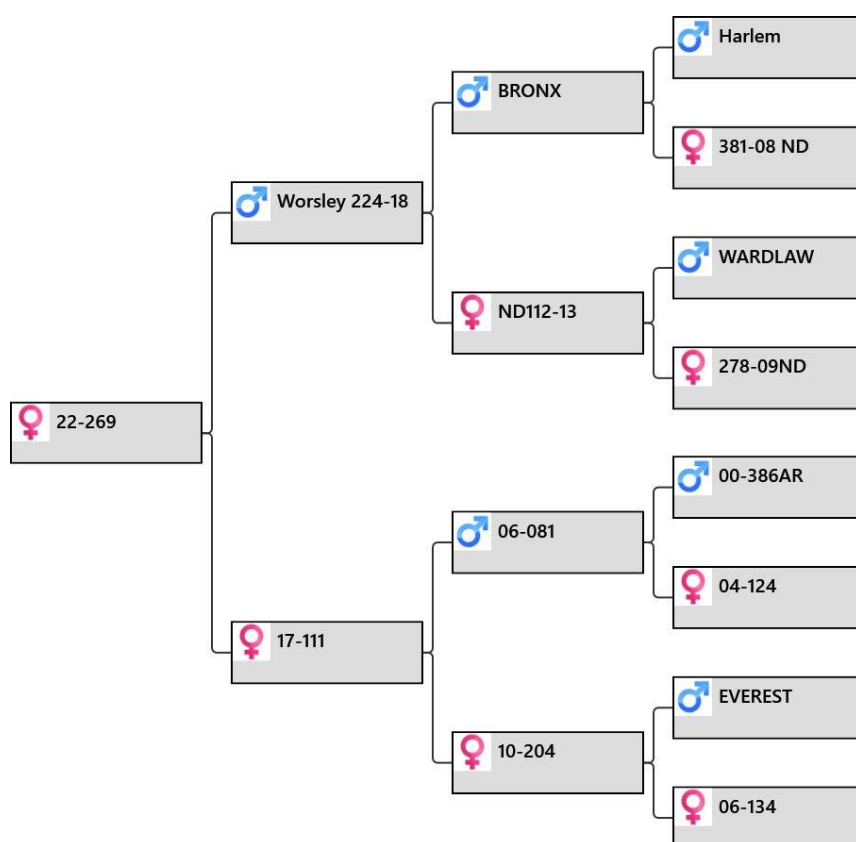 Harlem
BRONX
381-08 ND
Worsley 224-18
WARDLAW
ND112-13
278-09ND
22-269
00-386AR
06-081
04-124
17-111
EVEREST
10-204
06-134